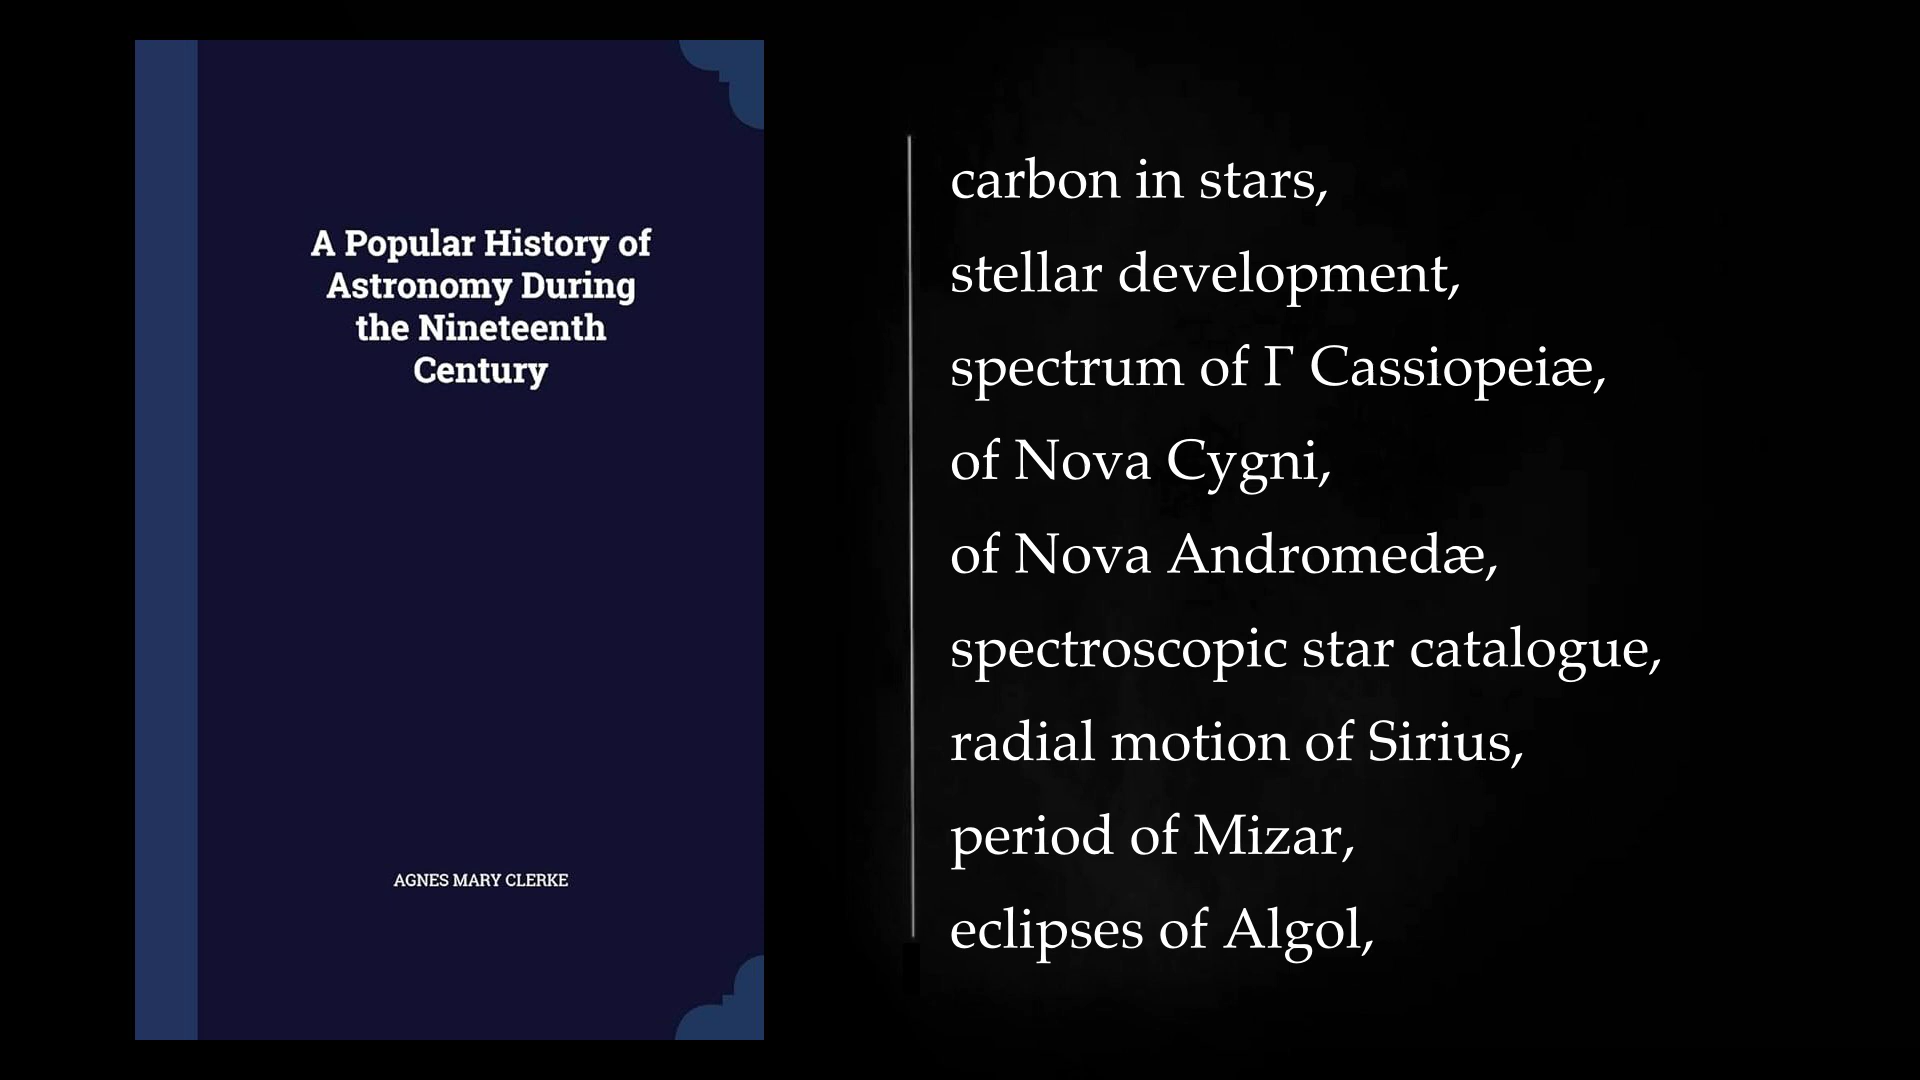 A Popular History of
Astronomy During
the Nineteenth
Century
AGNES MARY CLERKE
carbon in stars,
stellar development,
spectrum of Γ Cassiopeiæ,
of Nova Cygni,
of Nova Andromedæ,
spectroscopic star catalogue,
radial motion of Sirius,
period of Mizar,
eclipses of Algol,